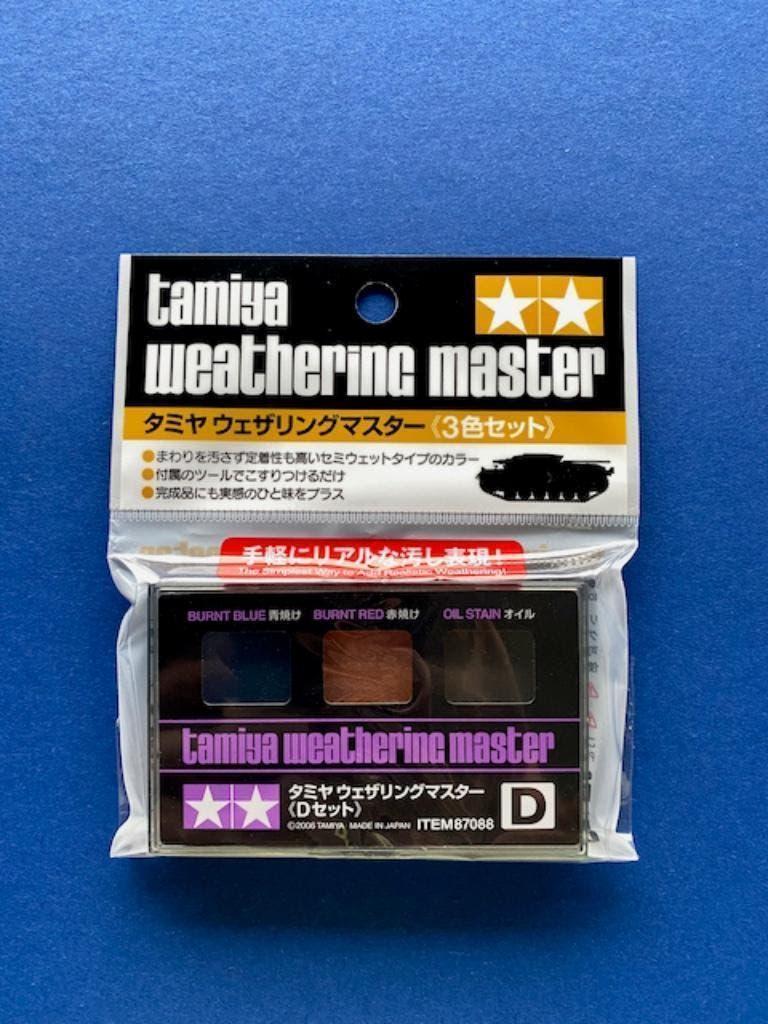 tamiya
weathering master
タミヤ ウェザリングマスター《3色セット》
●まわりを汚さず定着性も高いセミウェットタイプのカラー
●付属のツールでこすりつけるだけ
●完成品にも実感のひと味をプラス
手軽にリアルな汚し表現!
The Simplest Way to Add Realistic Weathering!
BURNT BLUE 青焼け BURNT RED 赤焼け OIL STAIN オイル
tamiya weathering master
タミヤ ウェザリングマスター
《Dセット》 D
©2006 TAMIYA MADE IN JAPAN ITEM87088